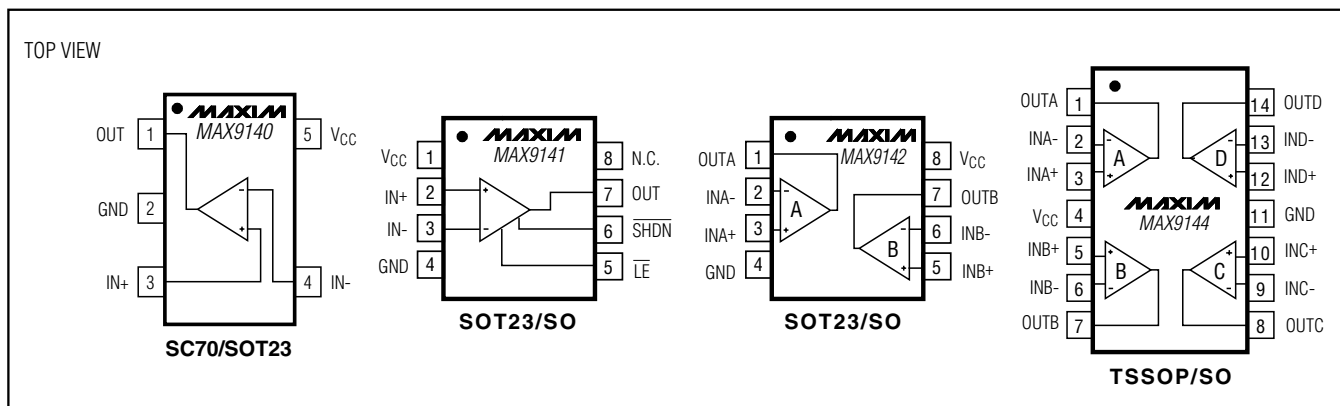 TOP VIEW
MAXIM
MAX9140
OUT 1
5 VCC
GND 2
IN+ 3
4 IN-
SC70/SOT23
MAXIM
MAX9141
VCC 1
8 N.C.
IN+ 2
+
7 OUT
IN- 3
-
6 SHDN
GND 4
5 LE
SOT23/SO
MAXIM
MAX9142
OUTA 1
8 VCC
INA- 2
-
7 OUTB
A
INA+ 3
+
-
6 INB-
B
GND 4
+
5 INB+
SOT23/SO
OUTA 1
14 OUTD
INA- 2
-
-
13 IND-
A
D
INA+ 3
+
+
12 IND+
MAXIM
MAX9144
VCC 4
11 GND
INB+ 5
+
+
10 INC+
B
C
INB- 6
-
-
9 INC-
OUTB 7
8 OUTC
TSSOP/SO